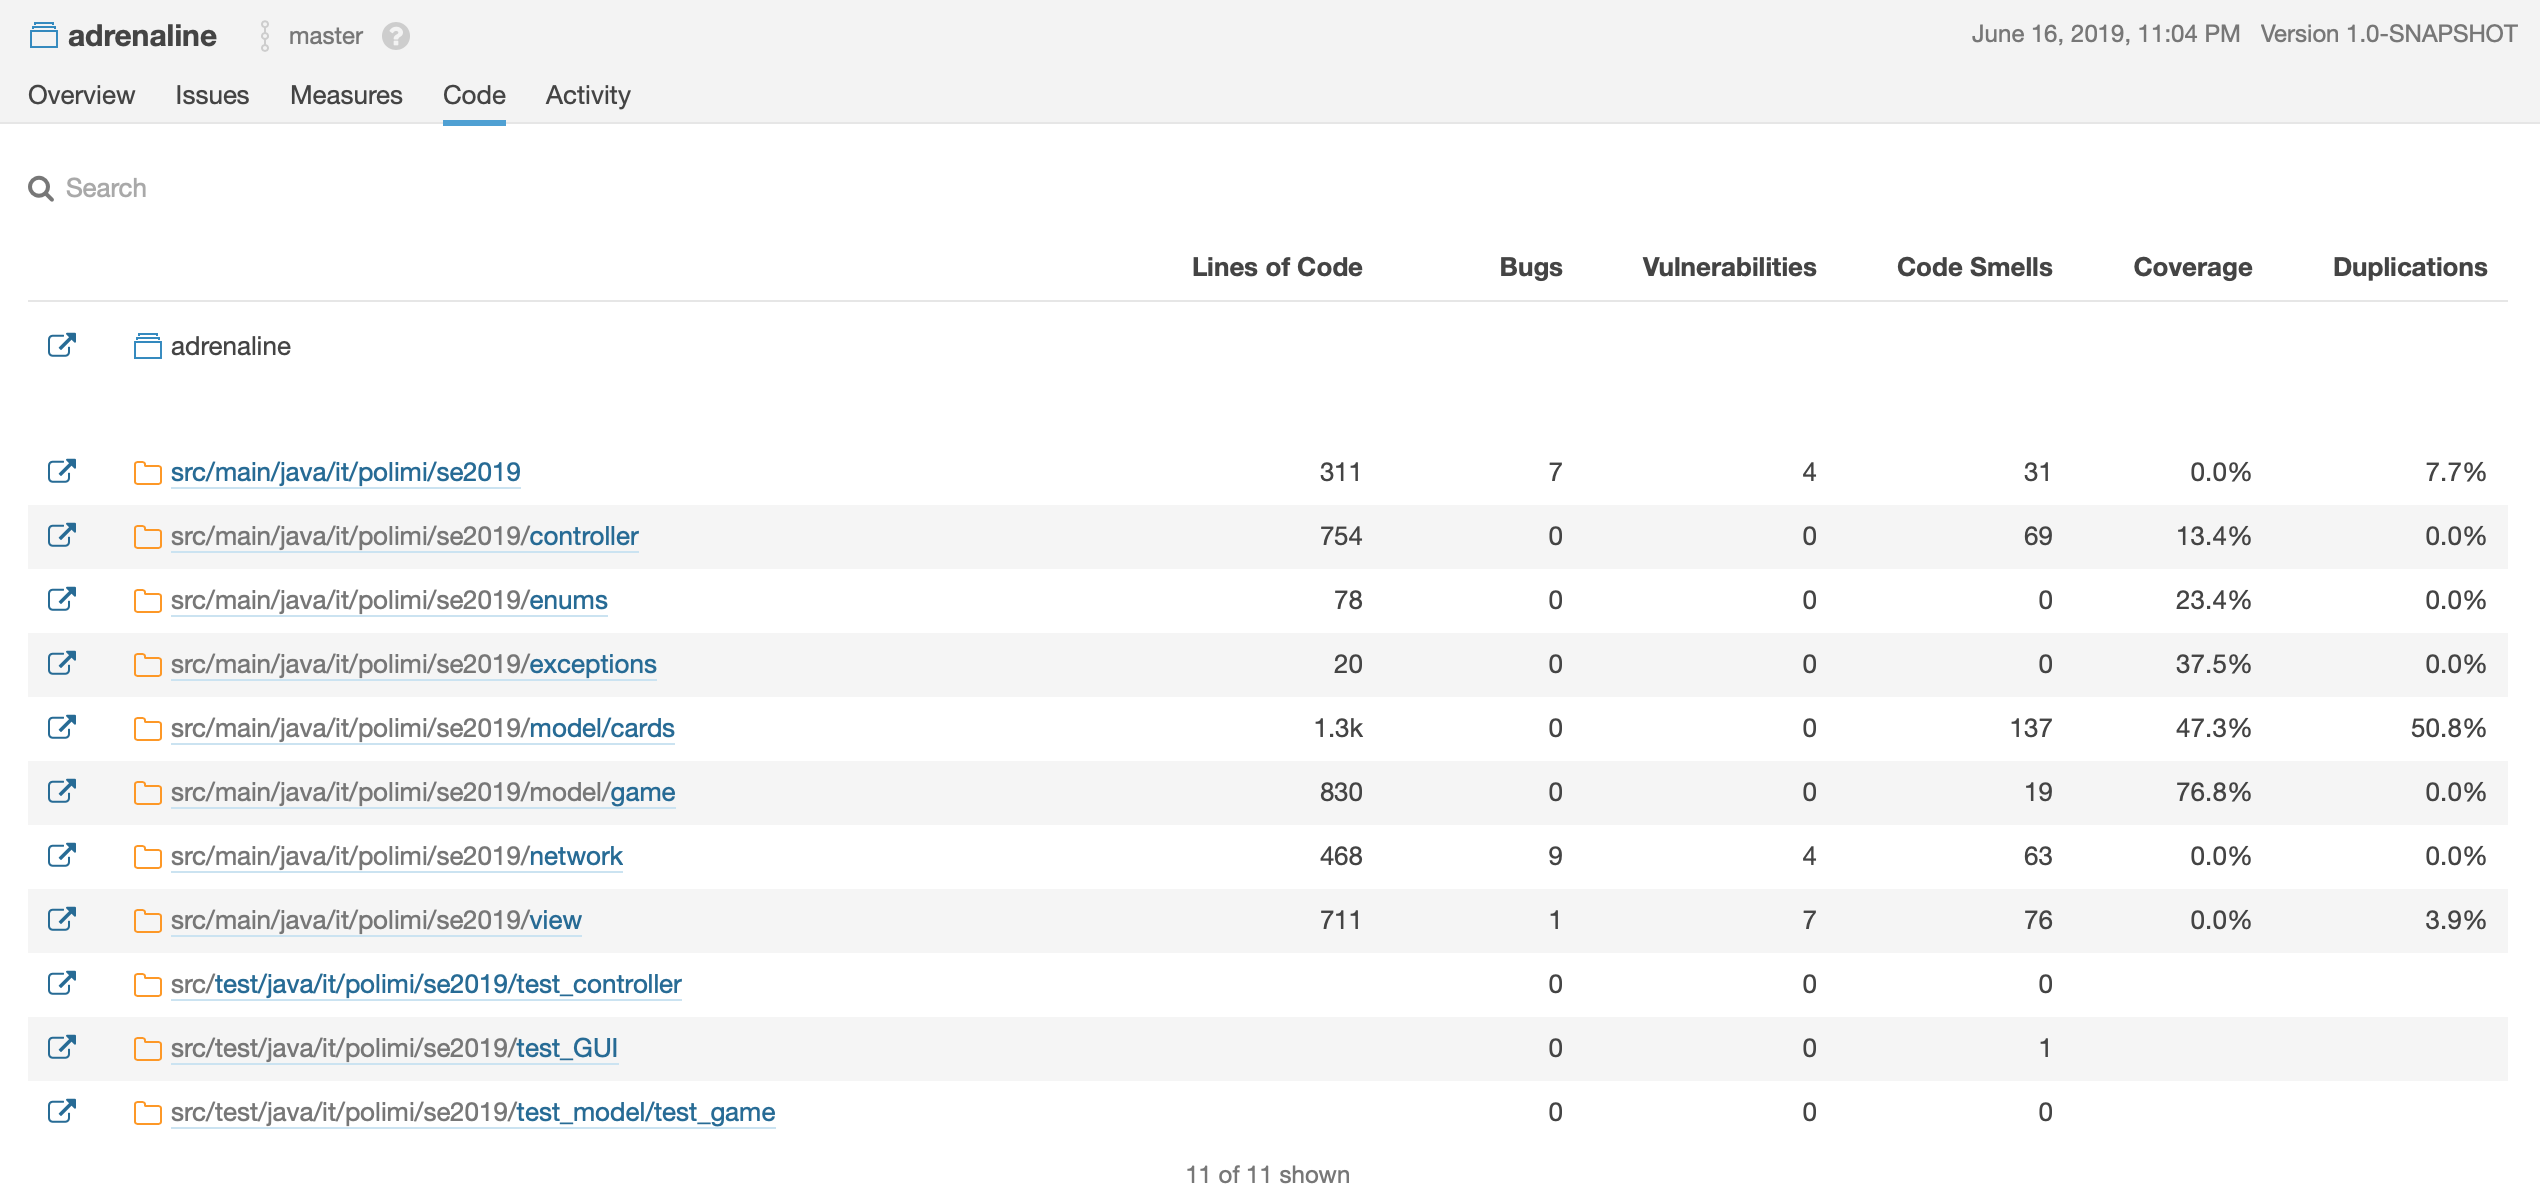 adrenaline master ? June 16, 2019, 11:04 PM Version 1.0-SNAPSHOT
Overview Issues Measures Code Activity
Search
Lines of Code Bugs Vulnerabilities Code Smells Coverage Duplications
adrenaline
src/main/java/it/polimi/se2019 311 7 4 31 0.0% 7.7%
src/main/java/it/polimi/se2019/controller 754 0 0 69 13.4% 0.0%
src/main/java/it/polimi/se2019/enums 78 0 0 0 23.4% 0.0%
src/main/java/it/polimi/se2019/exceptions 20 0 0 0 37.5% 0.0%
src/main/java/it/polimi/se2019/model/cards 1.3k 0 0 137 47.3% 50.8%
src/main/java/it/polimi/se2019/model/game 830 0 0 19 76.8% 0.0%
src/main/java/it/polimi/se2019/network 468 9 4 63 0.0% 0.0%
src/main/java/it/polimi/se2019/view 711 1 7 76 0.0% 3.9%
src/test/java/it/polimi/se2019/test_controller 0 0 0
src/test/java/it/polimi/se2019/test_GUI 0 0 1
src/test/java/it/polimi/se2019/test_model/test_game 0 0 0
11 of 11 shown